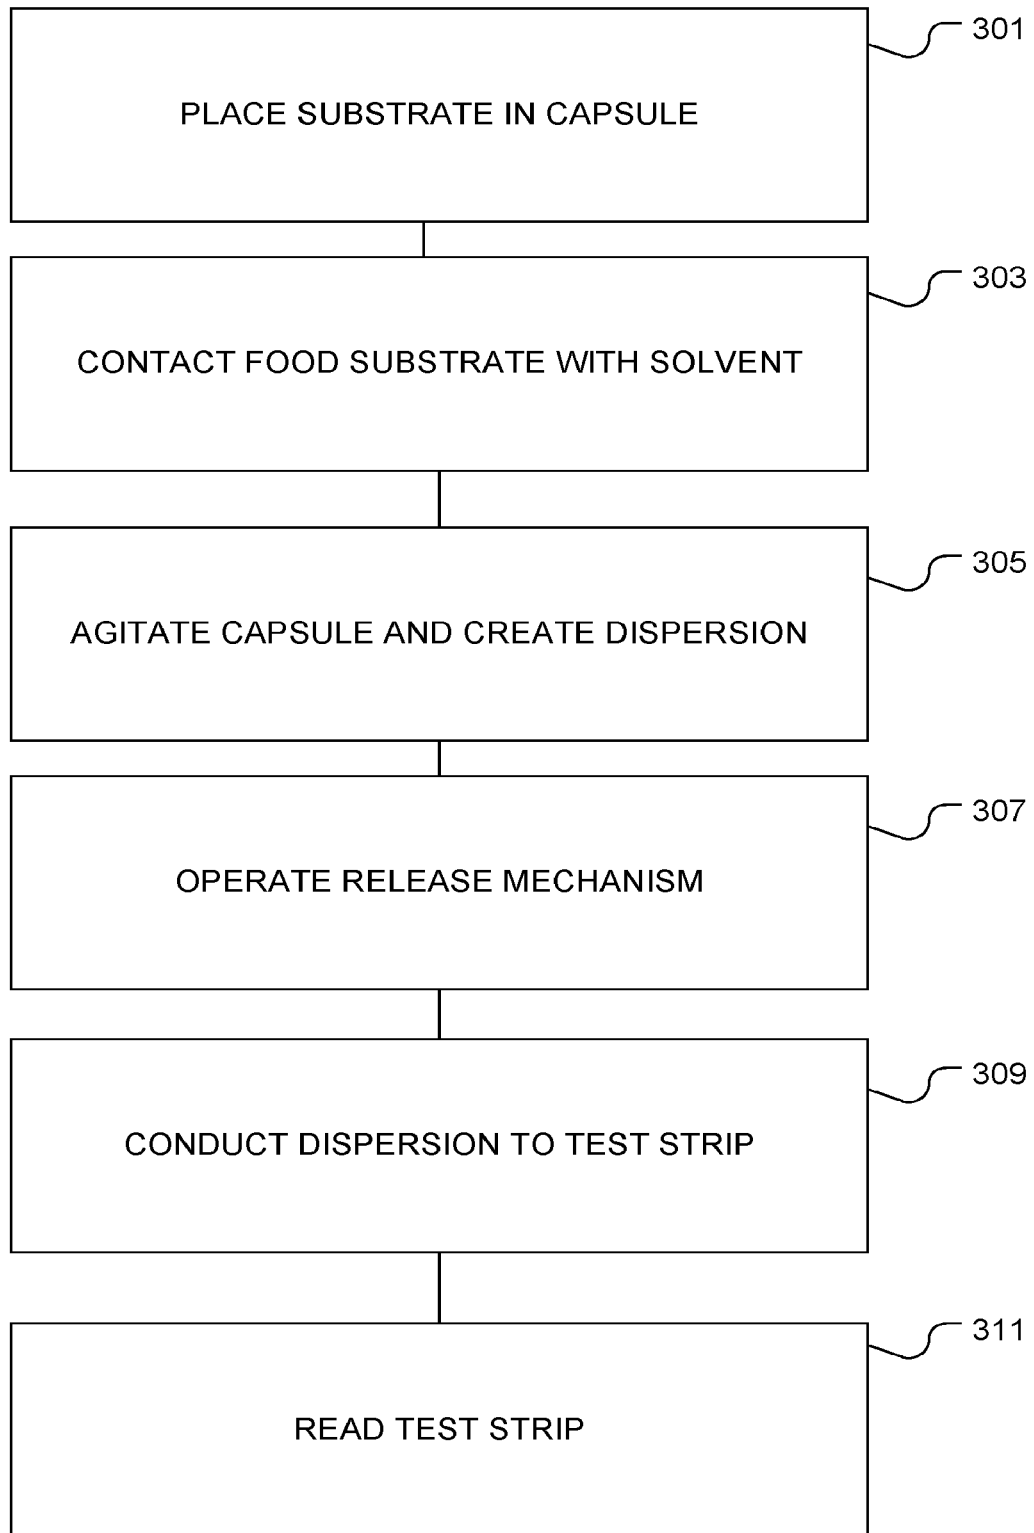 301
PLACE SUBSTRATE IN CAPSULE
303
CONTACT FOOD SUBSTRATE WITH SOLVENT
305
AGITATE CAPSULE AND CREATE DISPERSION
307
OPERATE RELEASE MECHANISM
309
CONDUCT DISPERSION TO TEST STRIP
311
READ TEST STRIP